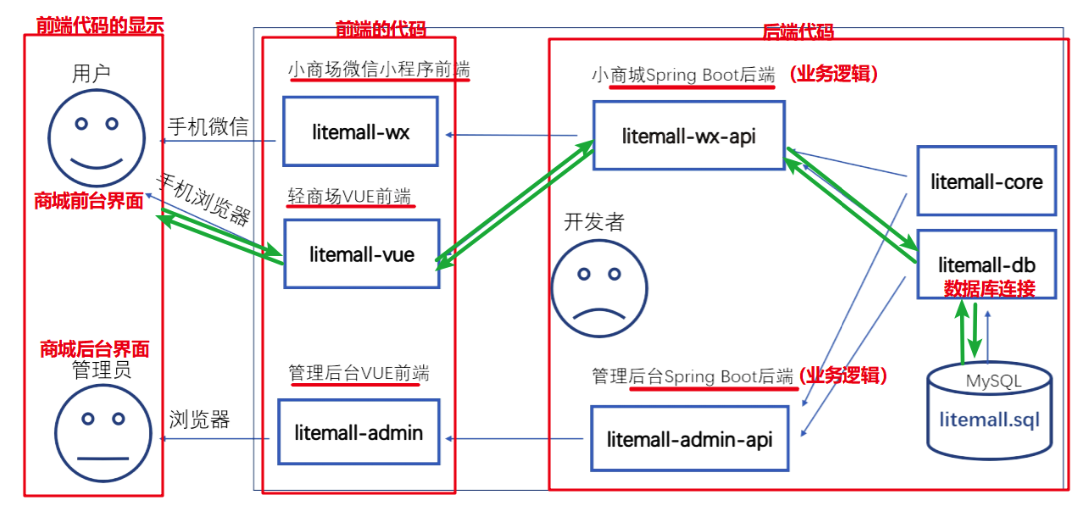 前端代码的显示
用户
手机微信
商城前台界面
手机浏览器
商城后台界面
管理员
浏览器
前端的代码
小商场微信小程序前端
litemall-wx
轻商场VUE前端
litemall-vue
管理后台VUE前端
litemall-admin
后端代码
小商城Spring Boot后端 (业务逻辑)
litemall-wx-api
开发者
管理后台Spring Boot后端 (业务逻辑)
litemall-admin-api
litemall-core
litemall-db
数据库连接
MySQL
litemall.sql